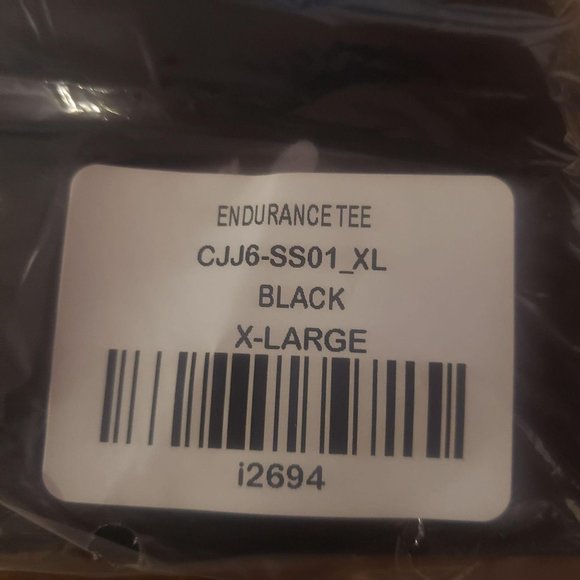 ENDURANCE TEE
CJJ6-SS01_XL
BLACK
X-LARGE
i2694